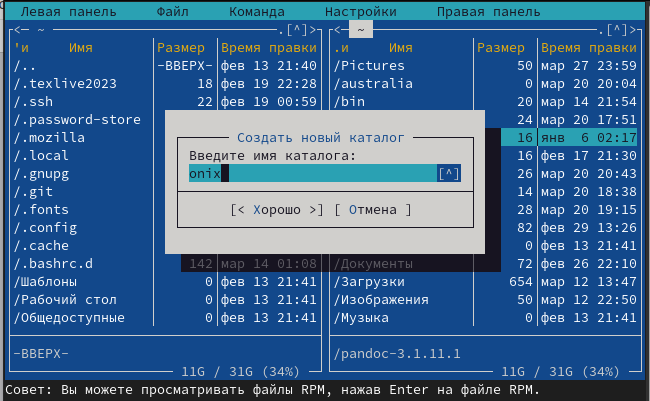 Левая панель Файл Команда Настройки Правая панель
<─ ~ .[^]> <─ ~ .[^]>
'и Имя Размер Время правки .и Имя Размер Время правки
/.. -ВВЕРХ- фев 13 21:40 /Pictures 50 мар 27 23:59
/.texlive2023 18 фев 19 22:28 /australia 0 мар 20 20:04
/.ssh 22 фев 19 00:59 /bin 20 мар 14 21:54
/.password-store 24 мар 20 17:51
/.mozilla Создать новый каталог 16 янв 6 02:17
/.local Введите имя каталога: 16 фев 17 21:30
/.gnupg onix [^] 26 мар 20 20:43
/.git 14 мар 20 18:38
/.fonts [< Хорошо >] [ Отмена ] 28 мар 20 19:15
/.config 82 фев 29 13:26
/.cache 0 фев 13 21:41
/.bashrc.d 142 мар 14 01:08 /Документы 72 фев 26 22:10
/Шаблоны 0 фев 13 21:41 /Загрузки 654 мар 12 13:47
/Рабочий стол 0 фев 13 21:41 /Изображения 50 мар 12 22:50
/Общедоступные 0 фев 13 21:41 /Музыка 0 фев 13 21:41
-ВВЕРХ- /pandoc-3.1.11.1
11G / 31G (34%) 11G / 31G (34%)
Совет: Вы можете просматривать файлы RPM, нажав Enter на файле RPM.